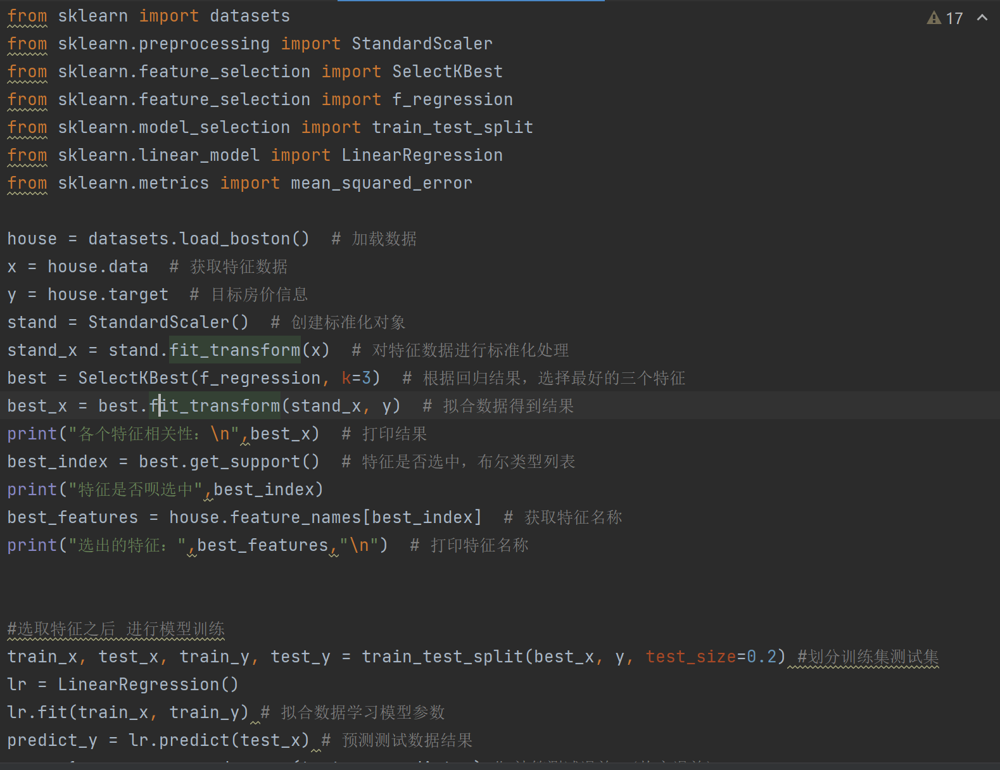 from sklearn import datasets
17
from sklearn.preprocessing import StandardScaler
from sklearn.feature_selection import SelectKBest
from sklearn.feature_selection import f_regression
from sklearn.model_selection import train_test_split
from sklearn.linear_model import LinearRegression
from sklearn.metrics import mean_squared_error
house = datasets.load_boston()  # 加载数据
x = house.data  # 获取特征数据
y = house.target  # 目标房价信息
stand = StandardScaler()  # 创建标准化对象
stand_x = stand.fit_transform(x)  # 对特征数据进行标准化处理
best = SelectKBest(f_regression, k=3)  # 根据回归结果，选择最好的三个特征
best_x = best.fit_transform(stand_x, y)  # 拟合数据得到结果
print("各个特征相关性：\n",best_x)  # 打印结果
best_index = best.get_support()  # 特征是否选中，布尔类型列表
print("特征是否呗选中",best_index)
best_features = house.feature_names[best_index]  # 获取特征名称
print("选出的特征：",best_features,"\n")  # 打印特征名称
#选取特征之后 进行模型训练
train_x, test_x, train_y, test_y = train_test_split(best_x, y, test_size=0.2) #划分训练集测试集
lr = LinearRegression()
lr.fit(train_x, train_y) # 拟合数据学习模型参数
predict_y = lr.predict(test_x) # 预测测试数据结果